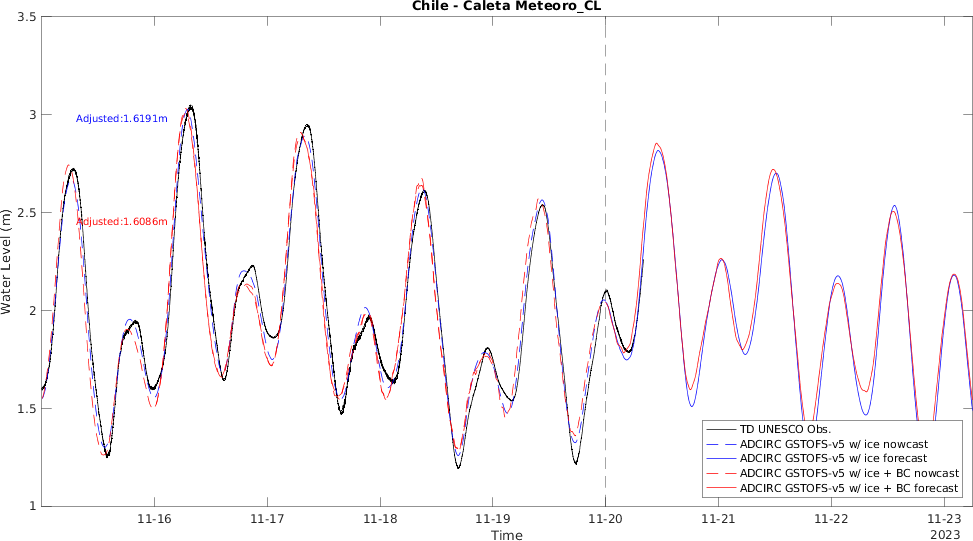 Chile - Caleta Meteoro_CL
3.5
3
2.5
2
1.5
1
Water Level (m)
Adjusted:1.6191m
Adjusted:1.6086m
TD UNESCO Obs.
ADCIRC GSTOFS-v5 w/ ice nowcast
ADCIRC GSTOFS-v5 w/ ice forecast
ADCIRC GSTOFS-v5 w/ ice + BC nowcast
ADCIRC GSTOFS-v5 w/ ice + BC forecast
11-16 11-17 11-18 11-19 11-20 11-21 11-22 11-23
2023
Time